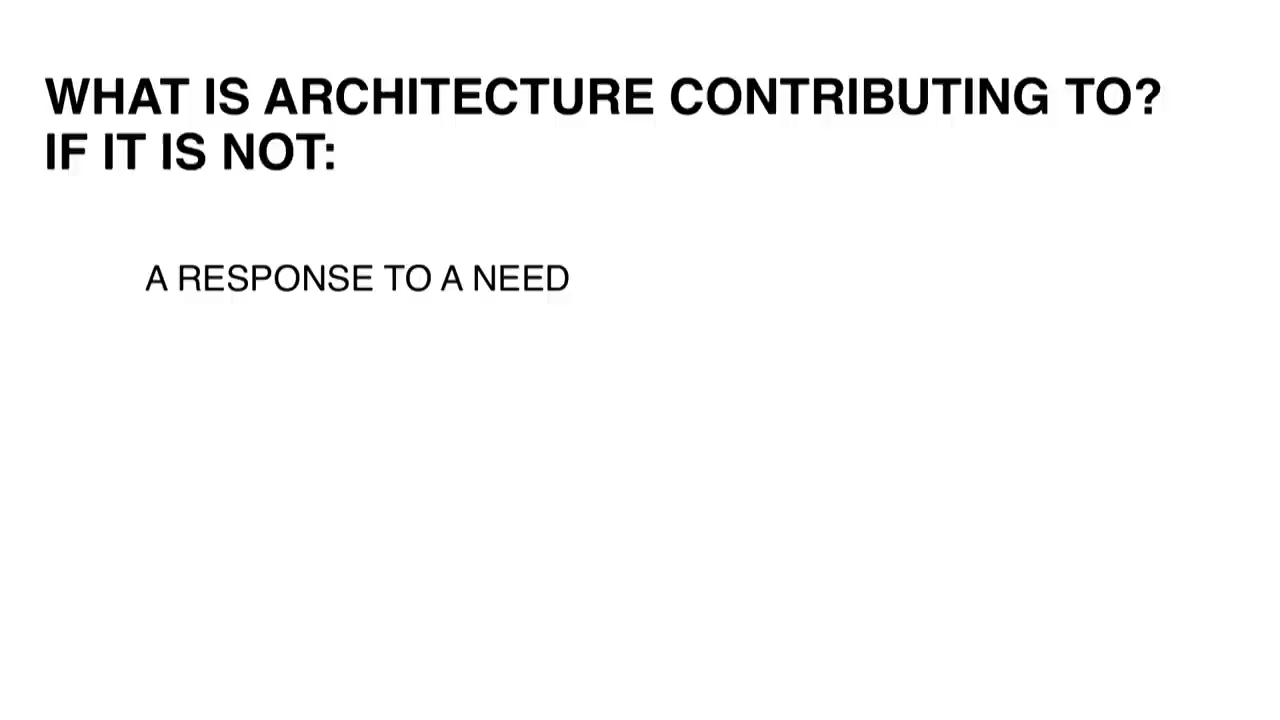 WHAT IS ARCHITECTURE CONTRIBUTING TO?
IF IT IS NOT:
A RESPONSE TO A NEED